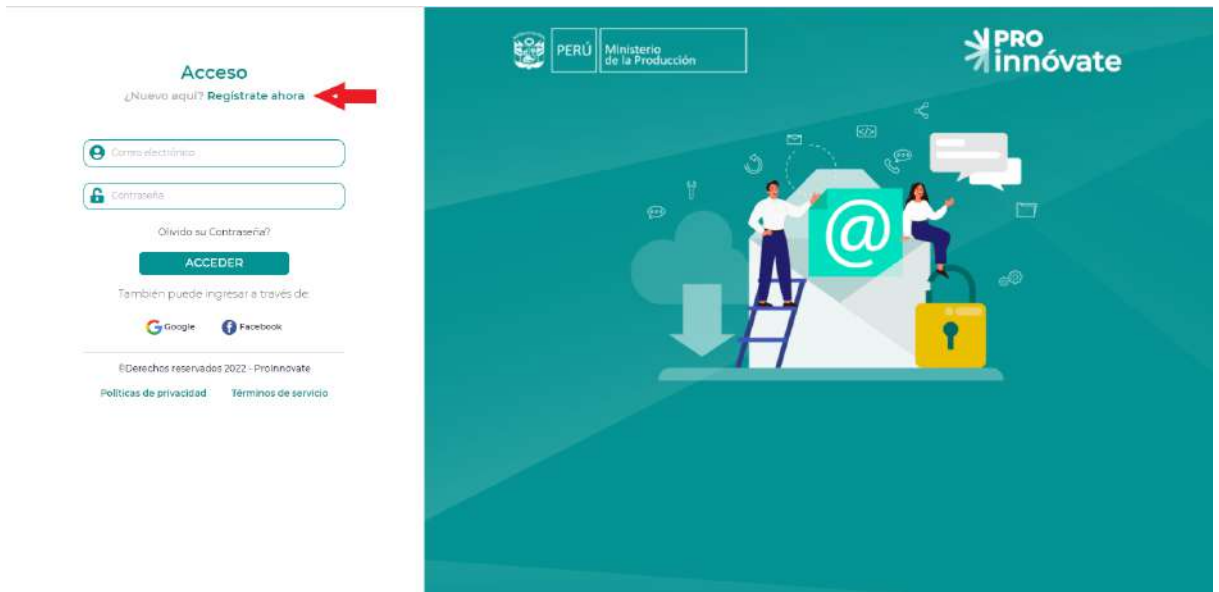 Acceso
¿Nuevo aquí? Regístrate ahora
Correo electrónico
Contraseña
Olvido su Contraseña?
ACCEDER
También puede ingresar a través de:
Google Facebook
©Derechos reservados 2022 - ProInnovate
Políticas de privacidad Términos de servicio
PERÚ
Ministerio
de la Producción
PRO
innóvate
</>
@